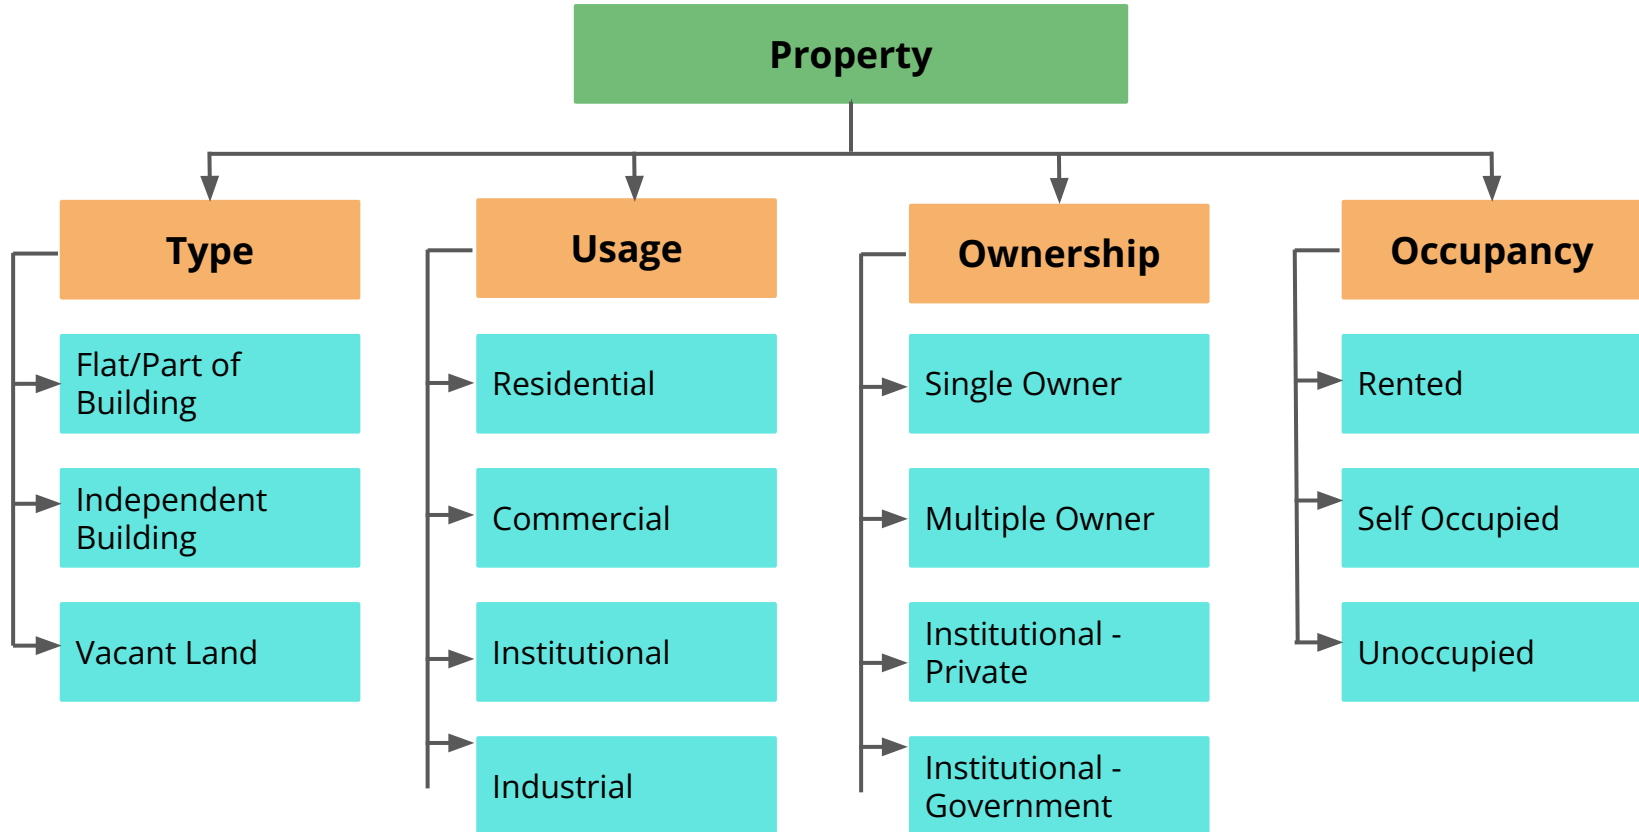 Property
Type
Flat/Part of
Building
Independent
Building
Vacant Land
Usage
Residential
Commercial
Institutional
Industrial
Ownership
Single Owner
Multiple Owner
Institutional -
Private
Institutional -
Government
Occupancy
Rented
Self Occupied
Unoccupied